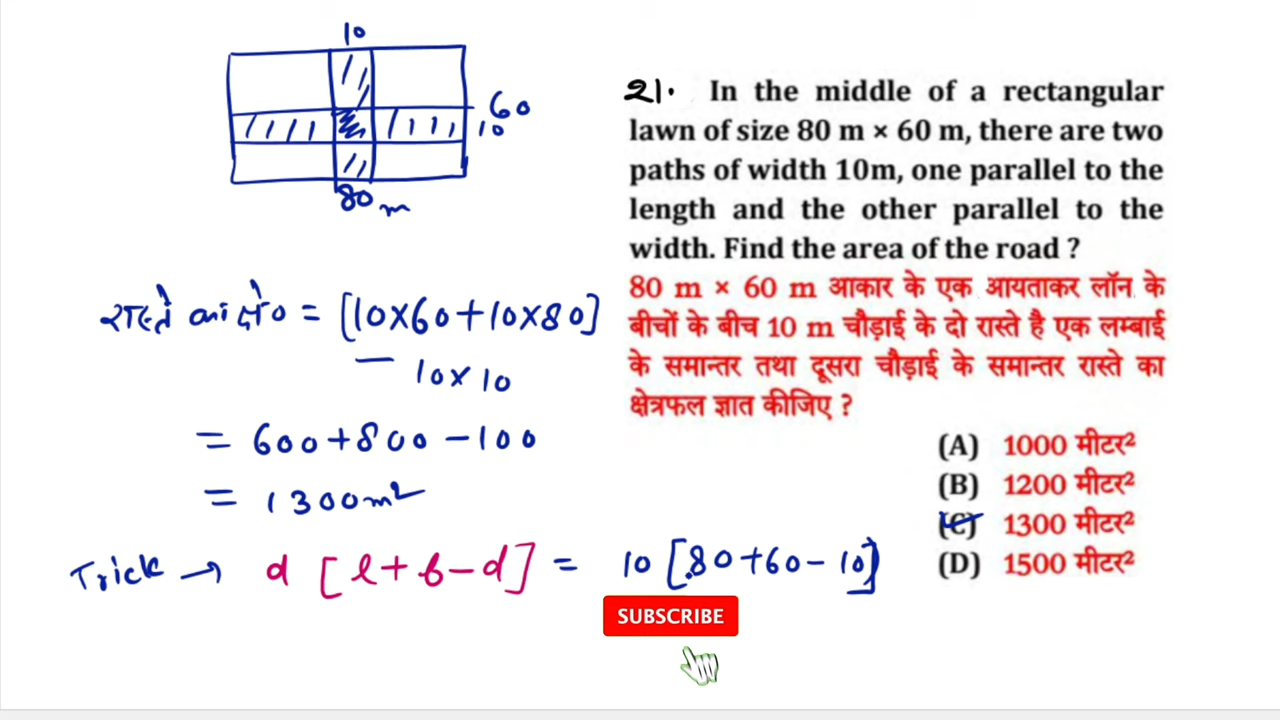 10
60
10
80 m
21. In the middle of a rectangular
lawn of size 80 m × 60 m, there are two
paths of width 10m, one parallel to the
length and the other parallel to the
width. Find the area of the road ?
80 m × 60 m आकार के एक आयताकर लॉन के
बीचों के बीच 10 m चौड़ाई के दो रास्ते है एक लम्बाई
के समान्तर तथा दूसरा चौड़ाई के समान्तर रास्ते का
क्षेत्रफल ज्ञात कीजिए ?
(A) 1000 मीटर²
(B) 1200 मीटर²
(C) 1300 मीटर²
(D) 1500 मीटर²
रास्ते का क्षे० = [10×60+10×80]
- 10×10
= 600+800-100
= 1300m²
Trick → d [l+b-d] = 10[80+60-10]
SUBSCRIBE